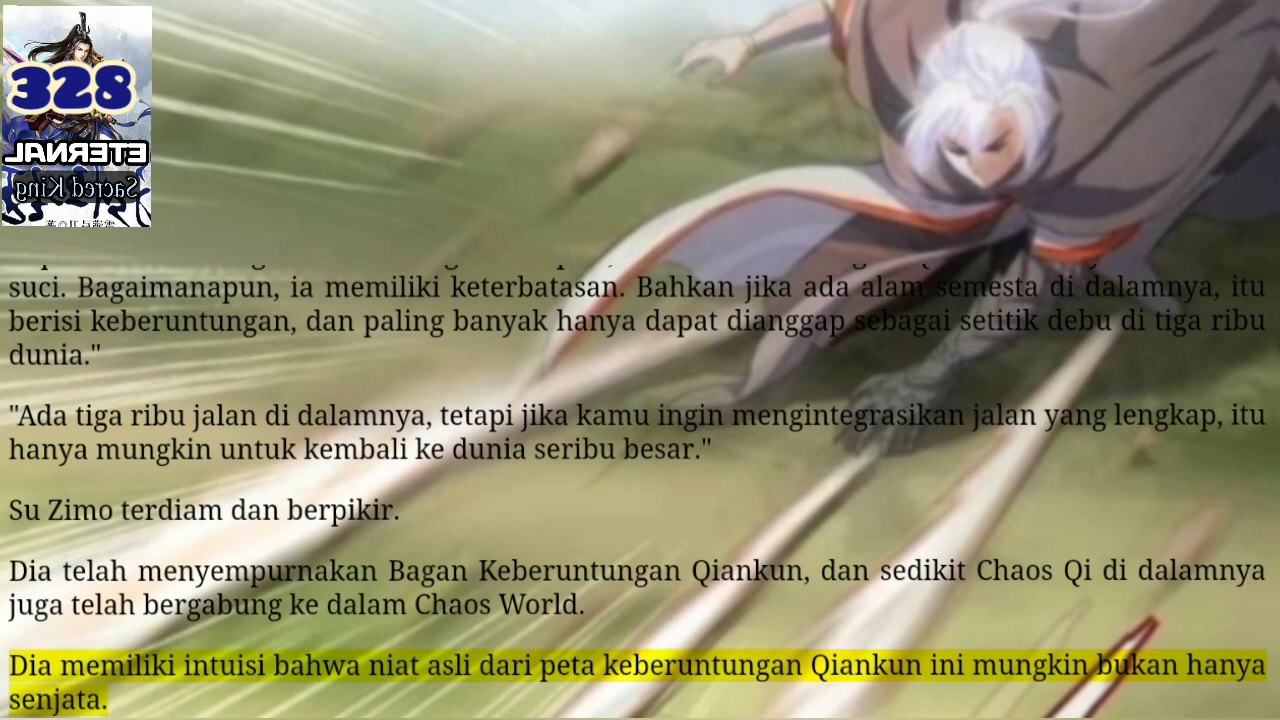 328
ETERNAL
Sacred King
suci. Bagaimanapun, ia memiliki keterbatasan. Bahkan jika ada alam semesta di dalamnya, itu
berisi keberuntungan, dan paling banyak hanya dapat dianggap sebagai setitik debu di tiga ribu
dunia."
"Ada tiga ribu jalan di dalamnya, tetapi jika kamu ingin mengintegrasikan jalan yang lengkap, itu
hanya mungkin untuk kembali ke dunia seribu besar."
Su Zimo terdiam dan berpikir.
Dia telah menyempurnakan Bagan Keberuntungan Qiankun, dan sedikit Chaos Qi di dalamnya
juga telah bergabung ke dalam Chaos World.
Dia memiliki intuisi bahwa niat asli dari peta keberuntungan Qiankun ini mungkin bukan hanya
senjata.